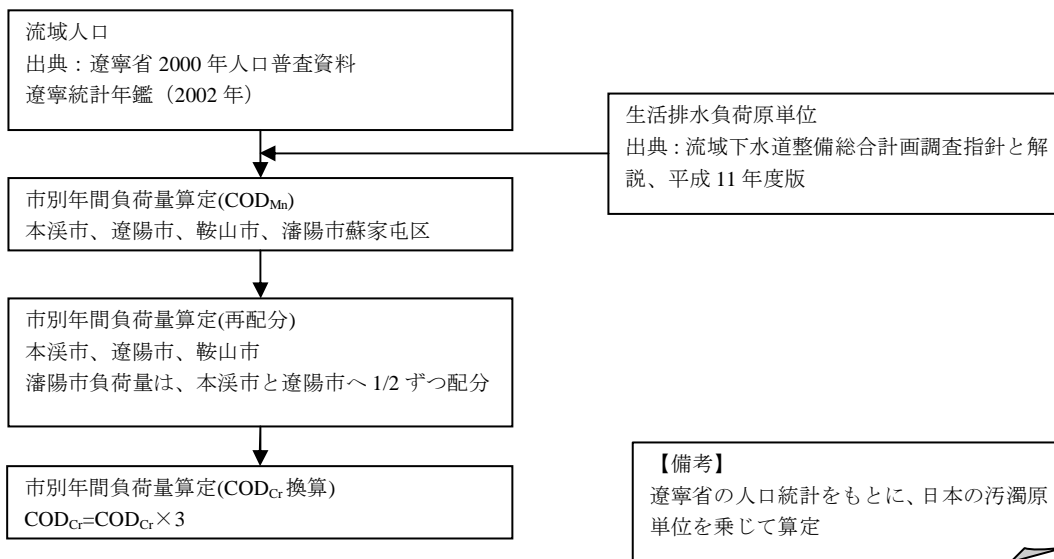 流域人口
出典：遼寧省 2000 年人口普査資料
遼寧統計年鑑（2002 年）
生活排水負荷原単位
出典：流域下水道整備総合計画調査指針と解
説、平成 11 年度版
市別年間負荷量算定(CODMn)
本渓市、遼陽市、鞍山市、瀋陽市蘇家屯区
市別年間負荷量算定(再配分)
本渓市、遼陽市、鞍山市
瀋陽市負荷量は、本渓市と遼陽市へ 1/2 ずつ配分
市別年間負荷量算定(CODCr 換算)
CODCr=CODCr×3
【備考】
遼寧省の人口統計をもとに、日本の汚濁原
単位を乗じて算定